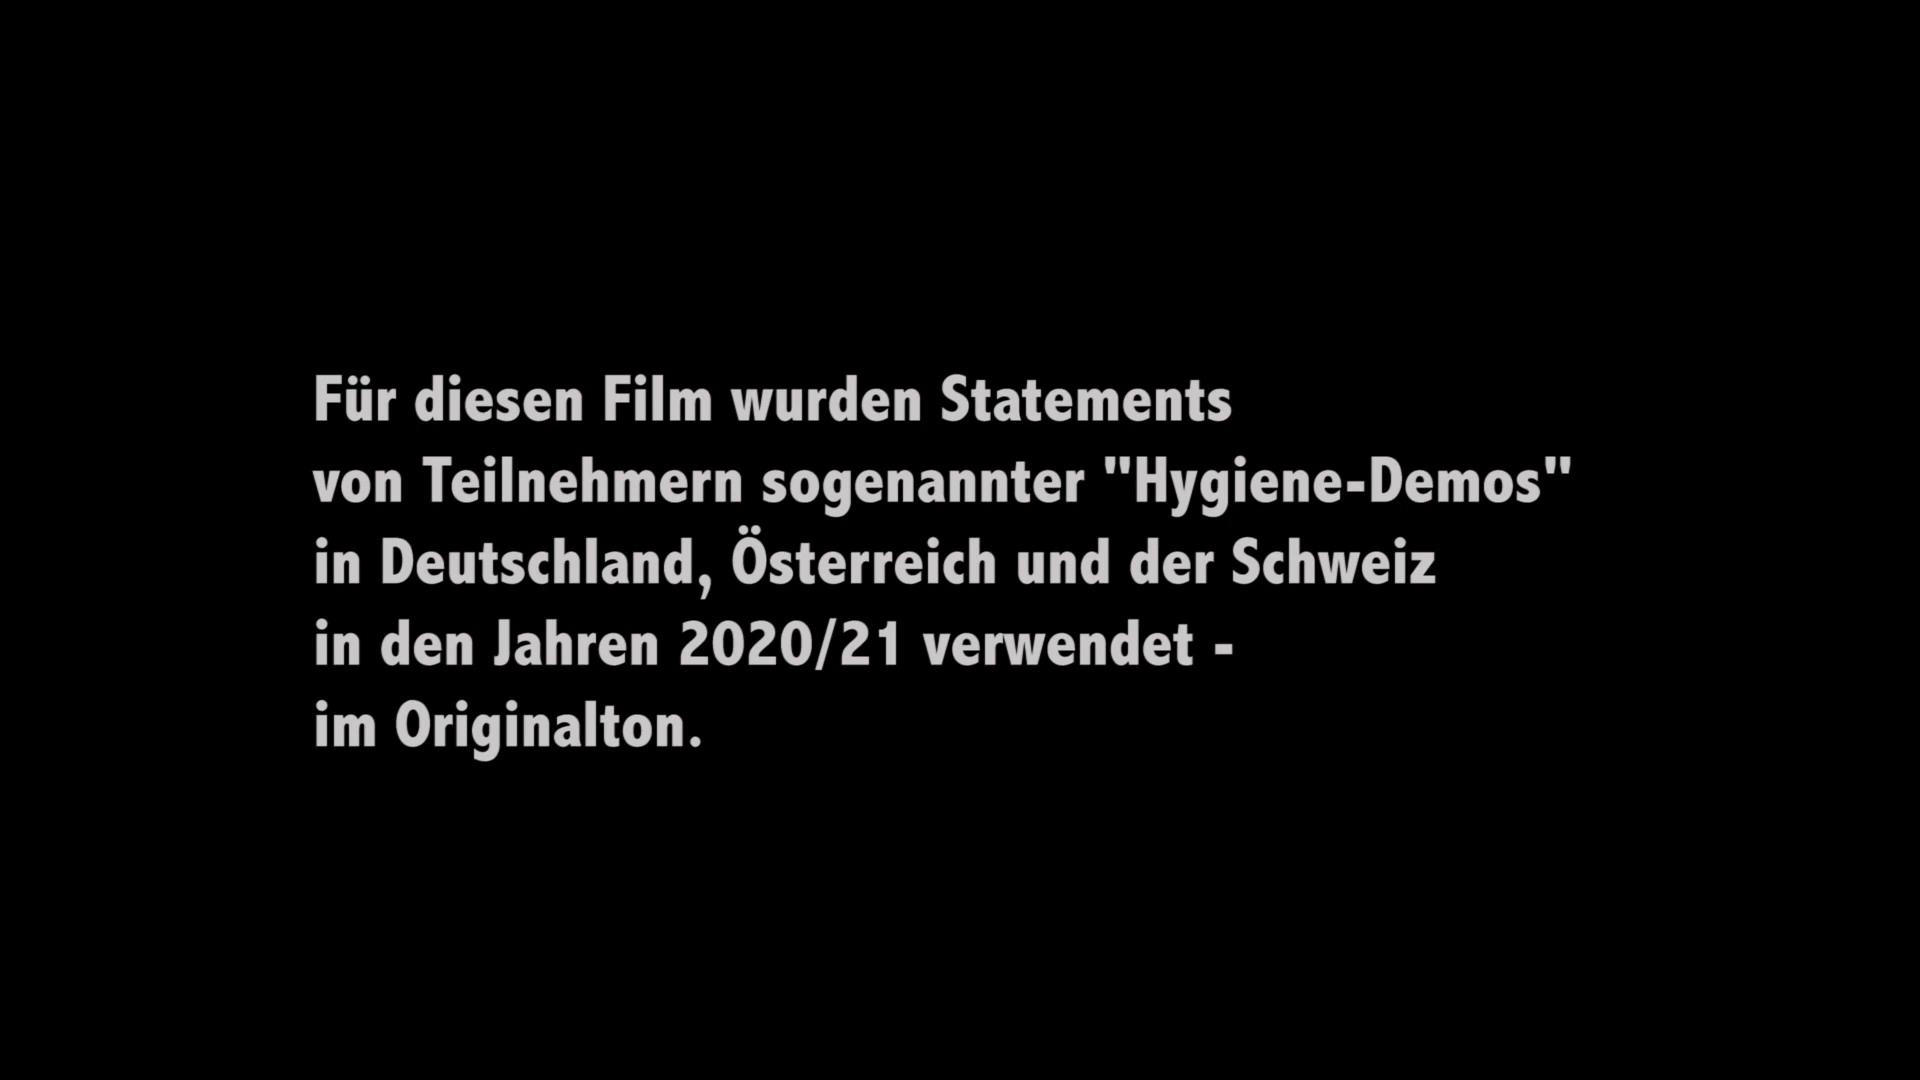 Für diesen Film wurden Statements
von Teilnehmern sogenannter "Hygiene-Demos"
in Deutschland, Österreich und der Schweiz
in den Jahren 2020/21 verwendet -
im Originalton.